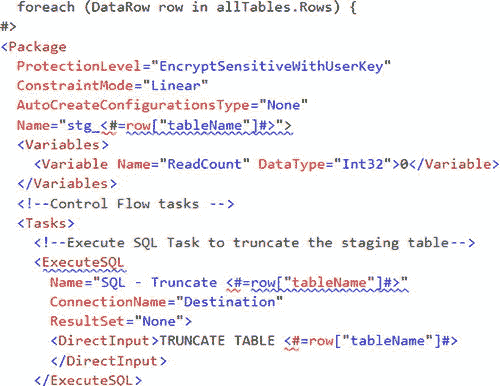 foreach (DataRow row in allTables.Rows) {
#>
<Package
ProtectionLevel="EncryptSensitiveWithUserKey"
ConstraintMode="Linear"
AutoCreateConfigurationsType="None"
Name="stg_<#=row["tableName"]#>">
<Variables>
<Variable Name="ReadCount" DataType="Int32">0</Variable>
</Variables>
<!--Control Flow tasks -->
<Tasks>
<!--Execute SQL Task to truncate the staging table-->
<ExecuteSQL
Name="SQL - Truncate <#=row["tableName"]#>"
ConnectionName="Destination"
ResultSet="None">
<DirectInput>TRUNCATE TABLE <#=row["tableName"]#>
</DirectInput>
</ExecuteSQL>